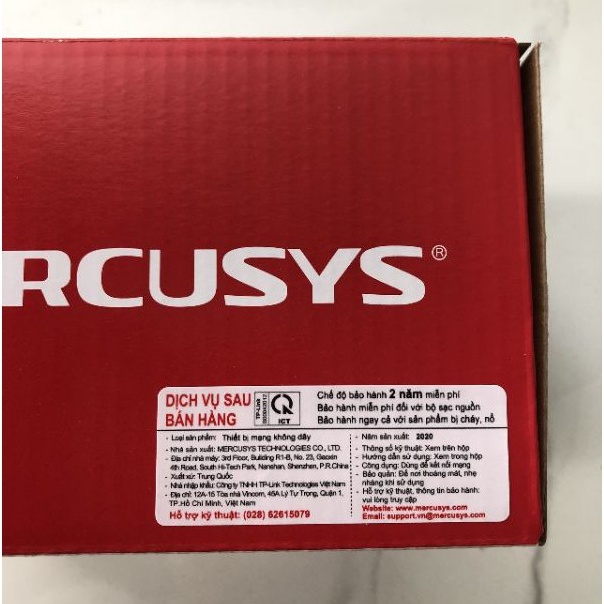 RCUSYS®
DỊCH VỤ SAU
BÁN HÀNG
TP-Link
ICT
Chế độ bảo hành 2 năm miễn phí
Bảo hành miễn phí đối với bộ sạc nguồn
Bảo hành ngay cả với sản phẩm bị cháy, nổ
- Loại sản phẩm: Thiết bị mạng không dây
- Nhà sản xuất: MERCUSYS TECHNOLOGIES CO., LTD.
- Địa chỉ nhà máy: 3rd Floor, Building R1-B, No. 23, Gaoxin
4th Road, South Hi-Tech Park, Nanshan, Shenzhen, P.R.China
- Xuất xứ: Trung Quốc
- Nhà nhập khẩu: Công ty TNHH TP-Link Technologies Việt Nam
- Địa chỉ: 12A-15 Tòa nhà Vincom, 45A Lý Tự Trọng, Quận 1,
TP.Hồ Chí Minh, Việt Nam
Hỗ trợ kỹ thuật: (028) 62615079
- Năm sản xuất: 2020
- Thông số kỹ thuật: Xem trên hộp
- Hướng dẫn sử dụng: Xem trong hộp
- Công dụng: Dùng để kết nối mạng
- Bảo quản: Để nơi thoáng mát, nhẹ
nhàng khi sử dụng
- Hỗ trợ kỹ thuật, thông tin bảo hành:
vui lòng truy cập
Website: www.mercusys.com
Email: support.vn@mercusys.com